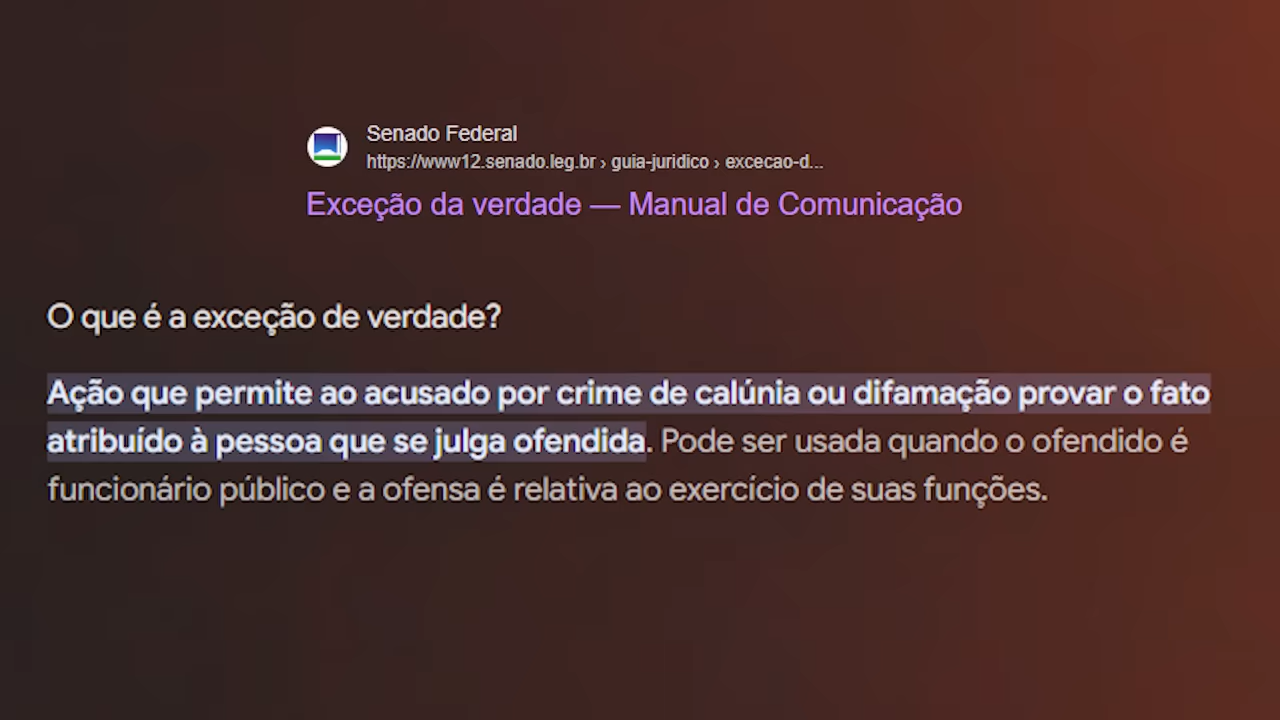 Senado Federal
https://www12.senado.leg.br › guia-juridico › excecao-d...
Exceção da verdade — Manual de Comunicação
O que é a exceção de verdade?
Ação que permite ao acusado por crime de calúnia ou difamação provar o fato
atribuído à pessoa que se julga ofendida. Pode ser usada quando o ofendido é
funcionário público e a ofensa é relativa ao exercício de suas funções.